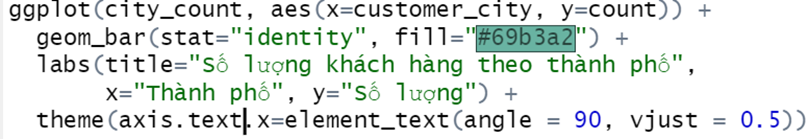 ggplot(city_count, aes(x=customer_city, y=count)) +
geom_bar(stat="identity", fill="#69b3a2") +
labs(title="Số lượng khách hàng theo thành phố",
x="Thành phố", y="Số lượng") +
theme(axis.text.x=element_text(angle = 90, vjust = 0.5))